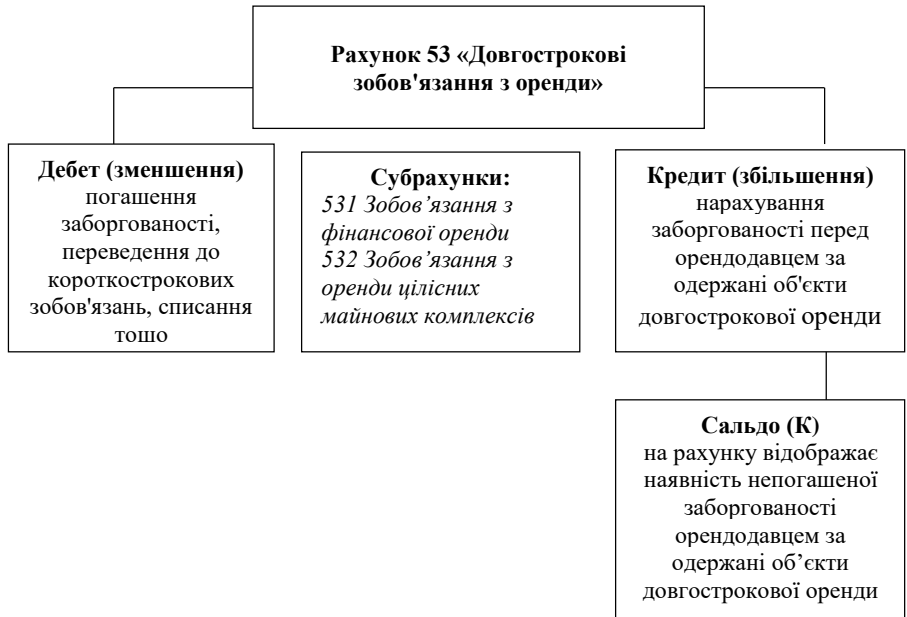 Рахунок 53 «Довгострокові
зобов'язання з оренди»
Дебет (зменшення)
погашення
заборгованості,
переведення до
короткострокових
зобов'язань, списання
тошо
Субрахунки:
531 Зобов’язання з
фінансової оренди
532 Зобов’язання з
оренди цілісних
майнових комплексів
Кредит (збільшення)
нарахування
заборгованості перед
орендодавцем за
одержані об'єкти
довгострокової оренди
Сальдо (К)
на рахунку відображає
наявність непогашеної
заборгованості
орендодавцем за
одержані об’єкти
довгострокової оренди